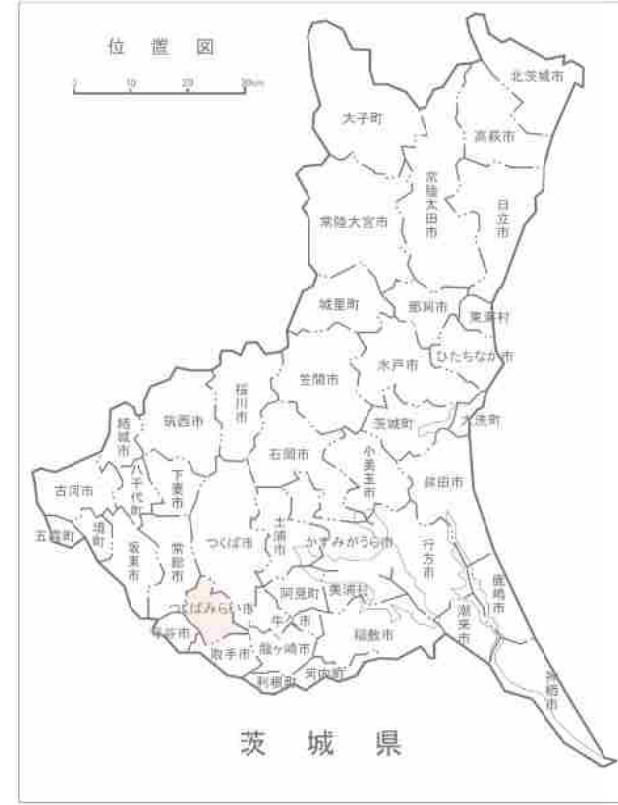 位置図
0 10 20 30km
北茨城市
大子町
高萩市
常陸太田市
日立市
常陸大宮市
城里町
那珂市
東海村
ひたちなか市
水戸市
笠間市
桜川市
筑西市
茨城町
大洗町
結城市
石岡市
小美玉市
鉾田市
下妻市
八千代町
古河市
五霞町
境町
坂東市
常総市
つくば市
土浦市
かすみがうら市
行方市
鹿嶋市
潮来市
神栖市
阿見町
美浦村
つくばみらい市
牛久市
稲敷市
守谷市
取手市
龍ヶ崎市
利根町
河内町
茨城県